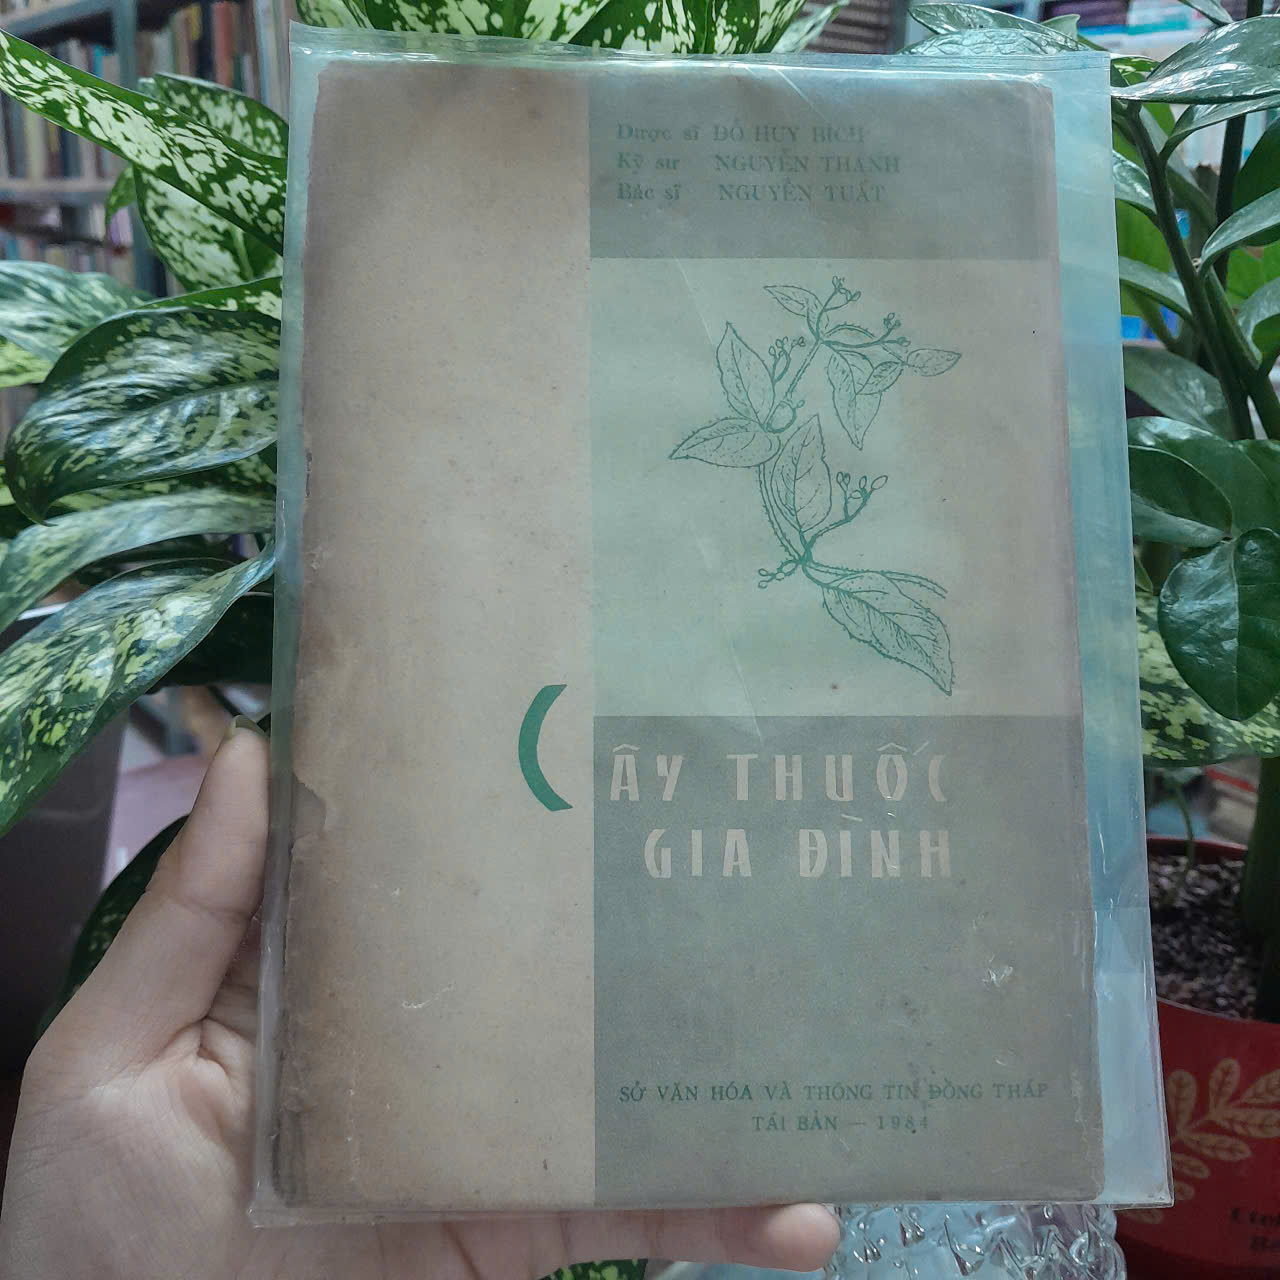 Dược sĩ ĐỖ HUY BÍCH
Kỹ sư NGUYỄN THANH
Bác sĩ NGUYỄN TUẤT
CÂY THUỐC
GIA ĐÌNH
SỞ VĂN HÓA VÀ THÔNG TIN ĐỒNG THÁP
TÁI BẢN — 1984